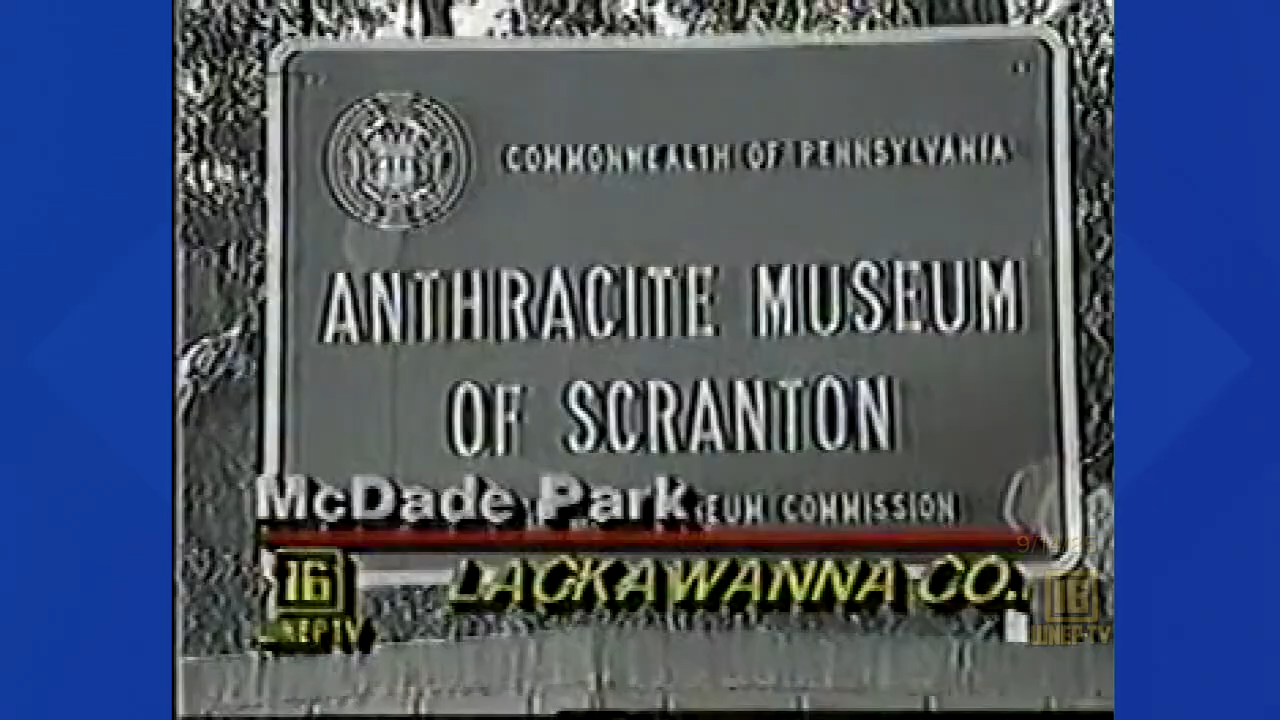 COMMONWEALTH OF PENNSYLVANIA
ANTHRACITE MUSEUM
OF SCRANTON
McDade Park
COMMISSION
16
LACKAWANNA CO.
16
WNEP TV
WNEP-TV